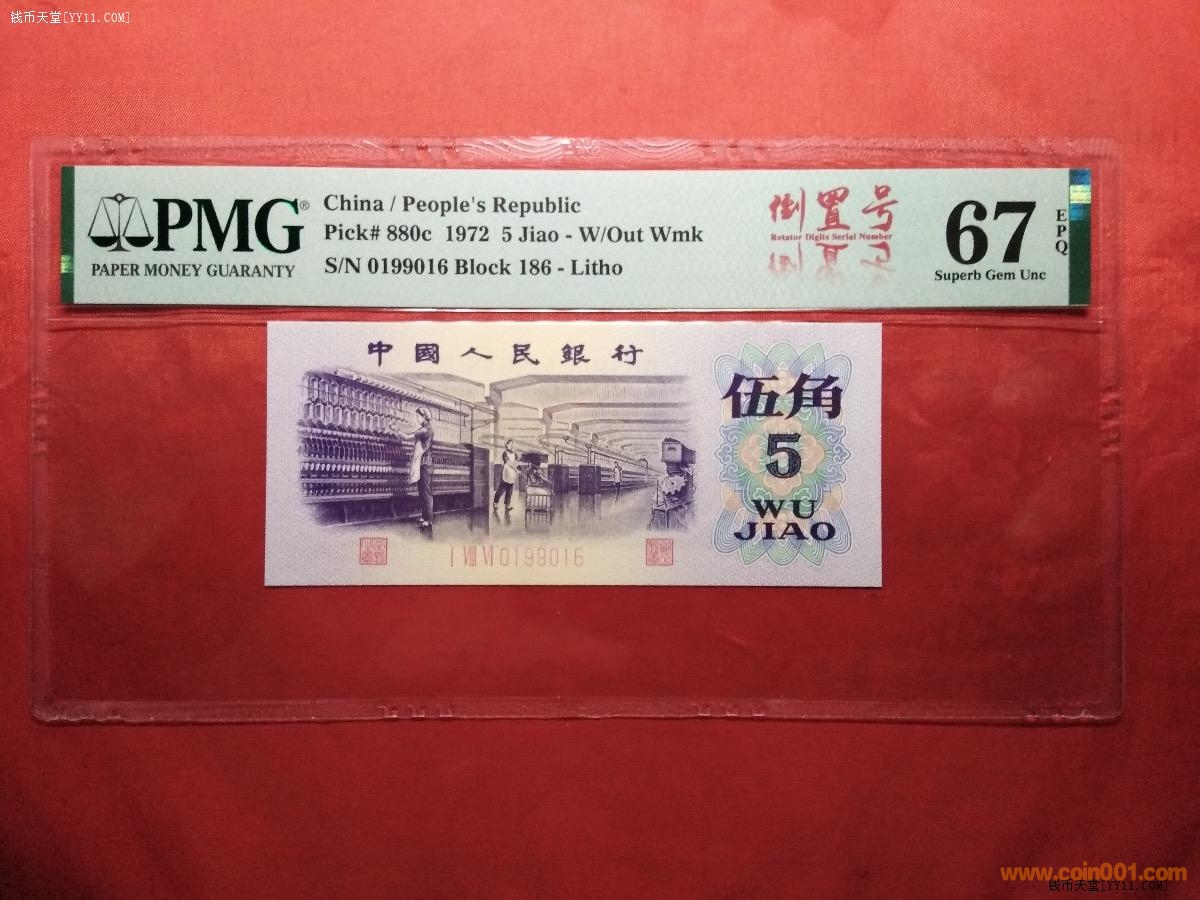 钱币天堂[YY11.COM]
PMG®
PAPER MONEY GUARANTY
China / People's Republic
Pick# 880c 1972 5 Jiao - W/Out Wmk
S/N 0199016 Block 186 - Litho
倒置号
Rotator Digits Serial Number
67
EPQ
Superb Gem Unc
中國人民銀行
伍角
5
WU
JIAO
Ⅰ Ⅷ Ⅵ 0199016
www.coin001.com
钱币天堂[YY11.COM]